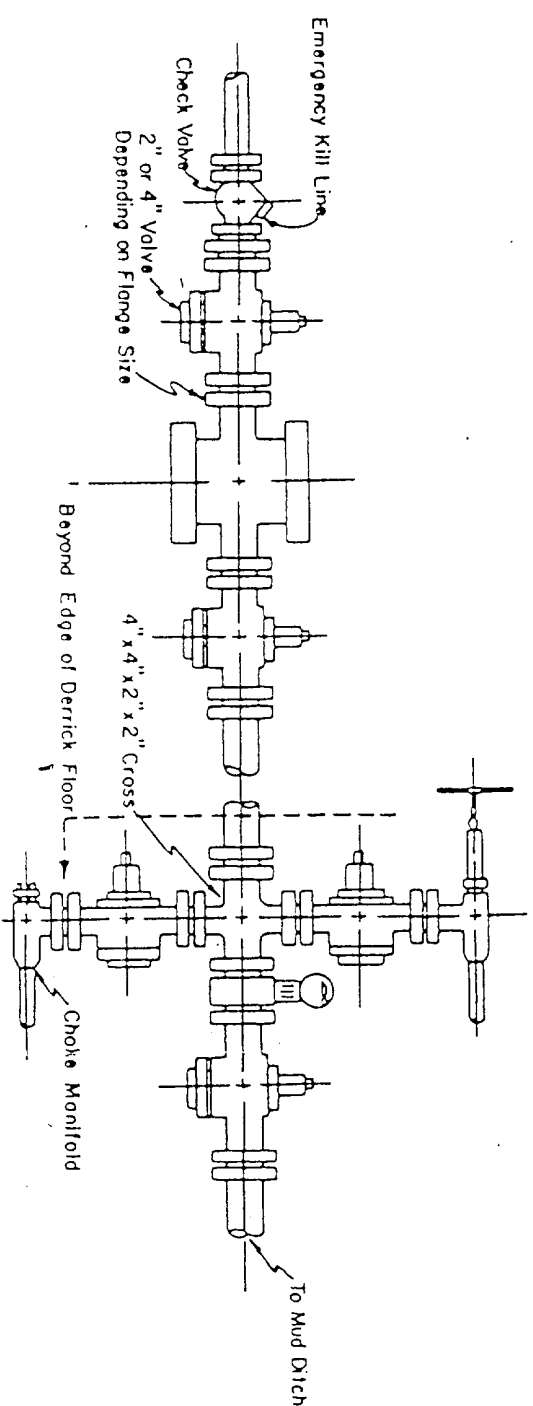 Emergency Kill Line
Check Valve
2" or 4" Valve
Depending on Flange Size
4"x4"x2"x2" Cross
Beyond Edge of Derrick Floor
Choke Manifold
To Mud Ditch